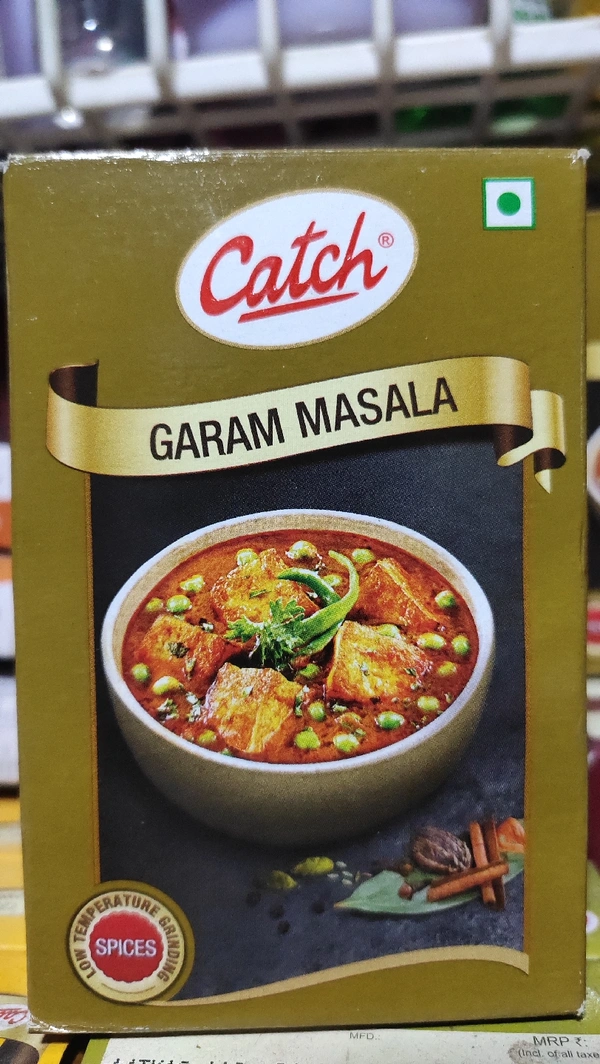 Catch®
GARAM MASALA
LOW TEMPERATURE GRINDING
SPICES
MFD.
MRP ₹:
(Incl. of all taxes